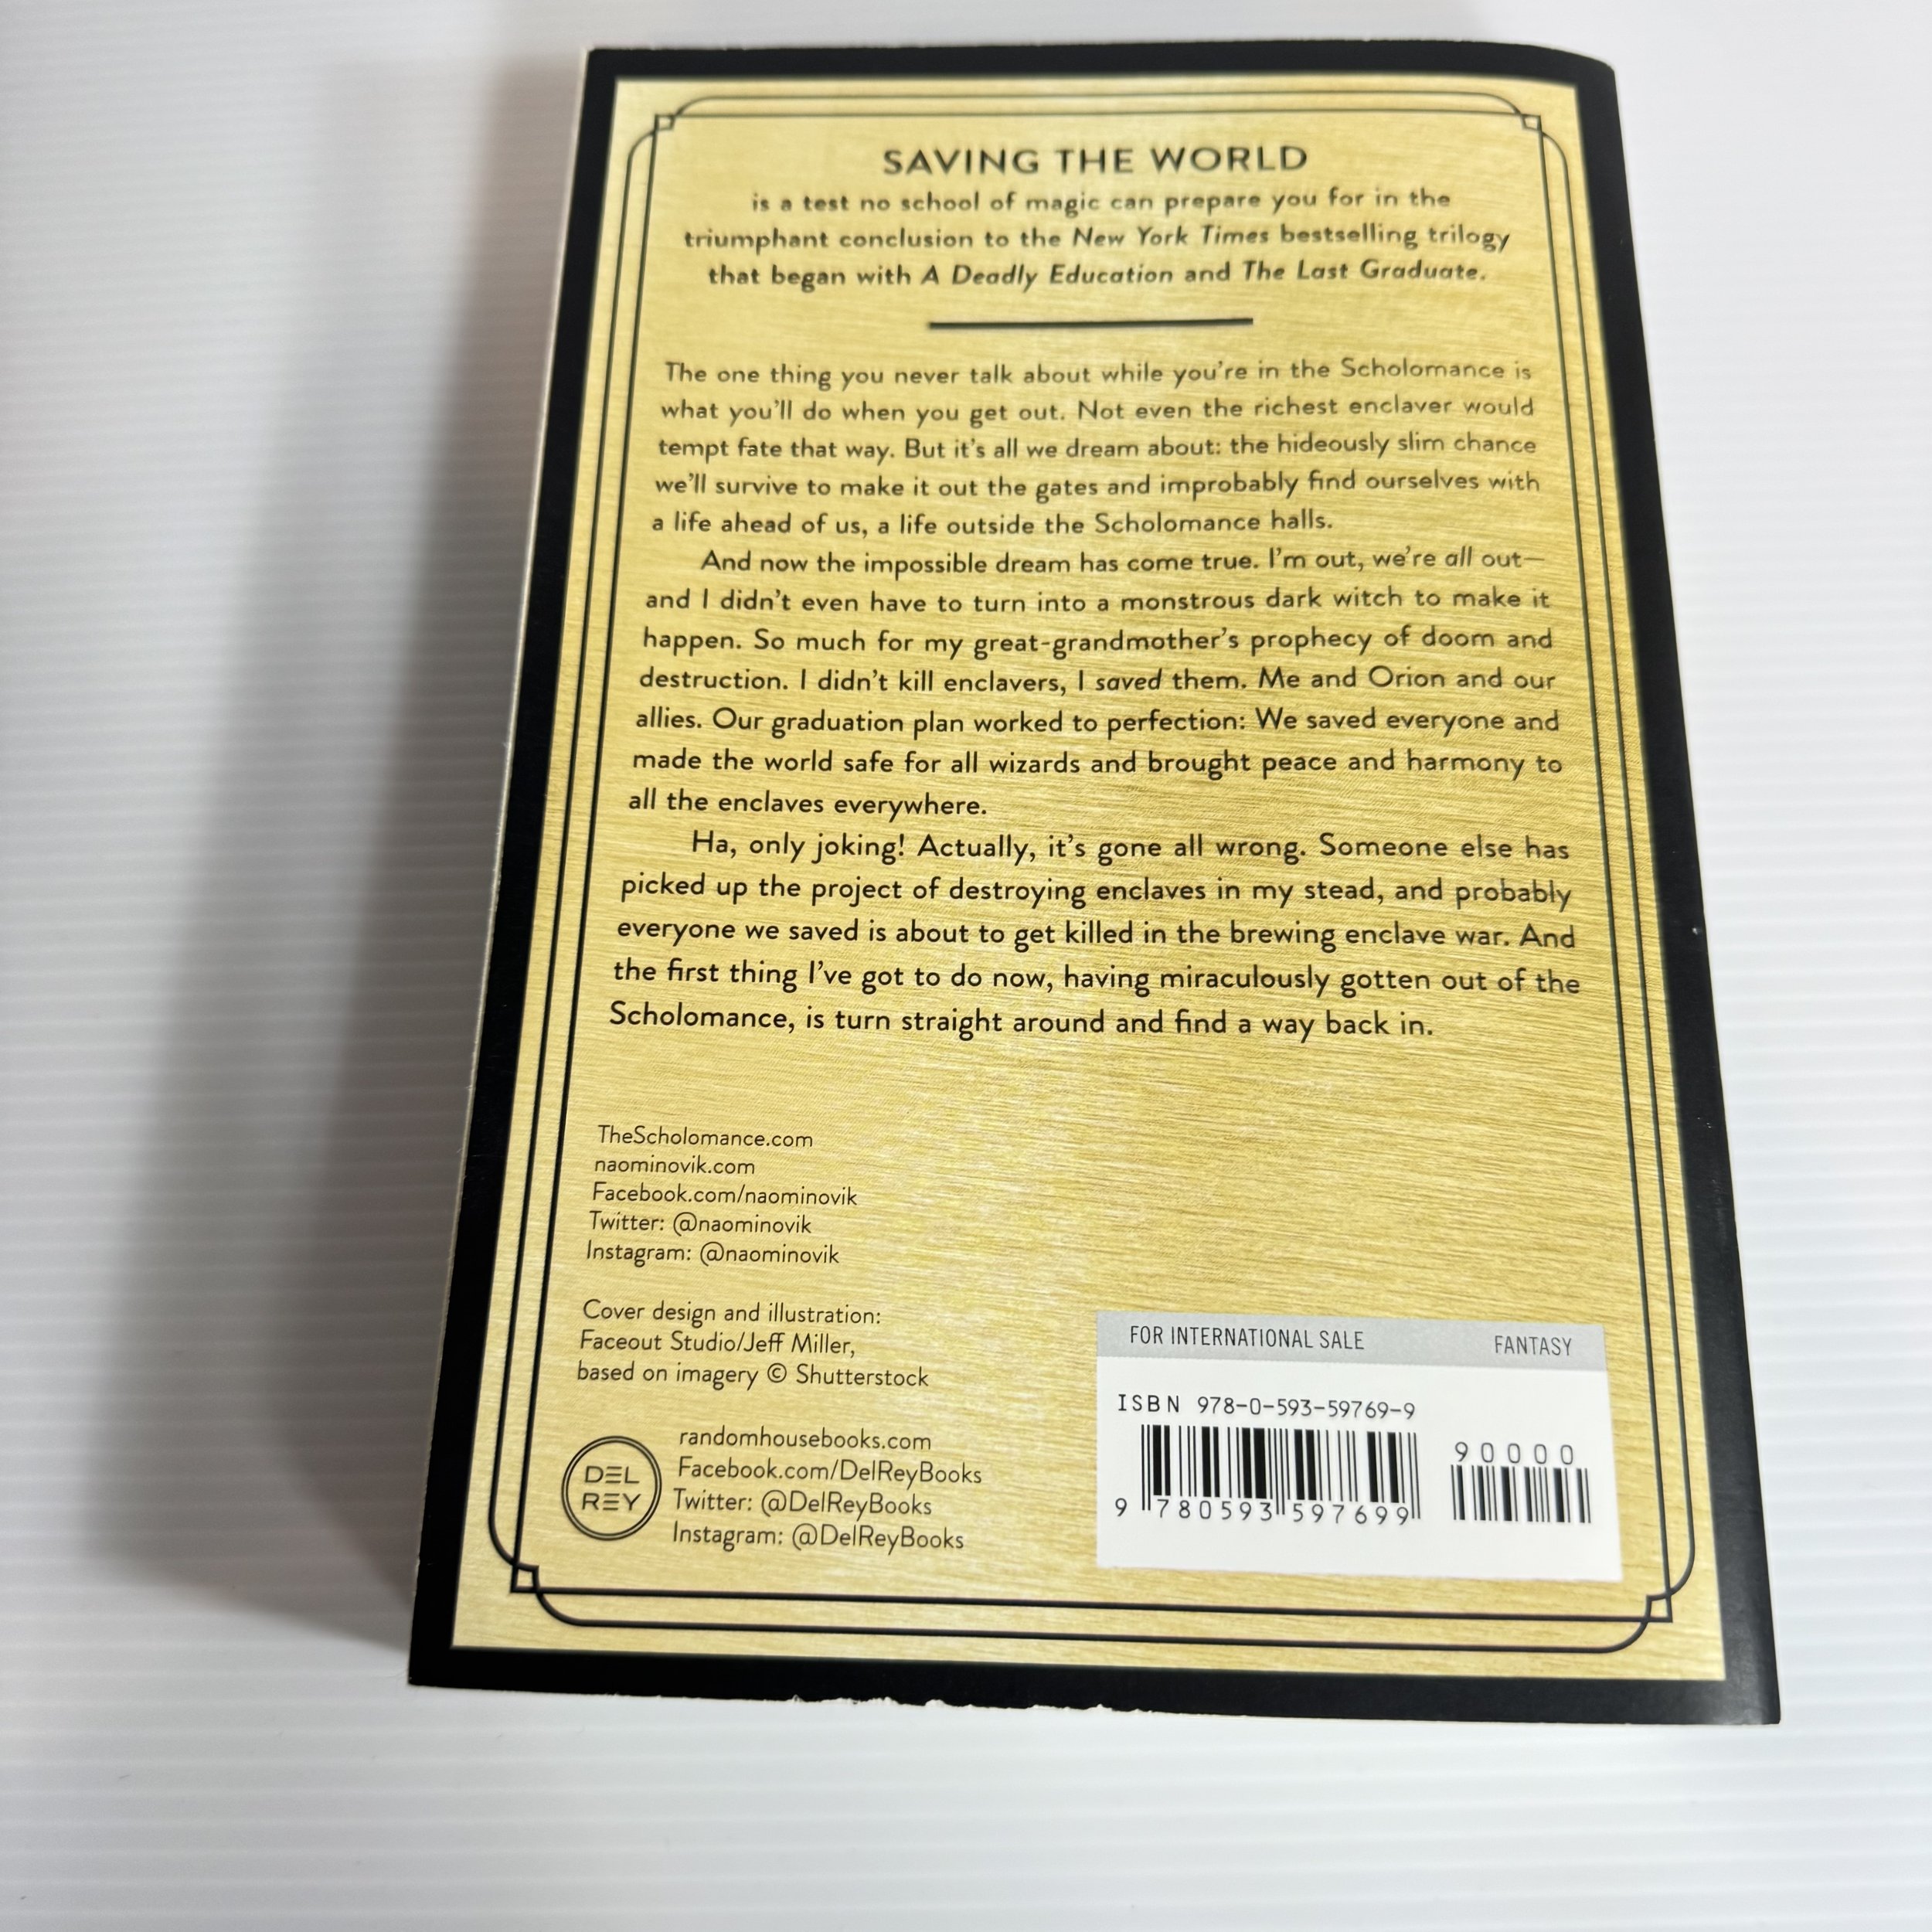 SAVING THE WORLD
is a test no school of magic can prepare you for in the
triumphant conclusion to the New York Times bestselling trilogy
that began with A Deadly Education and The Last Graduate.
The one thing you never talk about while you're in the Scholomance is
what you'll do when you get out. Not even the richest enclaver would
tempt fate that way. But it's all we dream about: the hideously slim chance
we'll survive to make it out the gates and improbably find ourselves with
a life ahead of us, a life outside the Scholomance halls.
And now the impossible dream has come true. I'm out, we're all out—
and I didn't even have to turn into a monstrous dark witch to make it
happen. So much for my great-grandmother's prophecy of doom and
destruction. I didn't kill enclavers, I saved them. Me and Orion and our
allies. Our graduation plan worked to perfection: We saved everyone and
made the world safe for all wizards and brought peace and harmony to
all the enclaves everywhere.
Ha, only joking! Actually, it's gone all wrong. Someone else has
picked up the project of destroying enclaves in my stead, and probably
everyone we saved is about to get killed in the brewing enclave war. And
the first thing I've got to do now, having miraculously gotten out of the
Scholomance, is turn straight around and find a way back in.
TheScholomance.com
naominovik.com
Facebook.com/naominovik
Twitter: @naominovik
Instagram: @naominovik
Cover design and illustration:
Faceout Studio/Jeff Miller,
based on imagery © Shutterstock
DEL
REY
randomhousebooks.com
Facebook.com/DelReyBooks
Twitter: @DelReyBooks
Instagram: @DelReyBooks
FOR INTERNATIONAL SALE FANTASY
ISBN 978-0-593-59769-9
90000
9 780593 597699